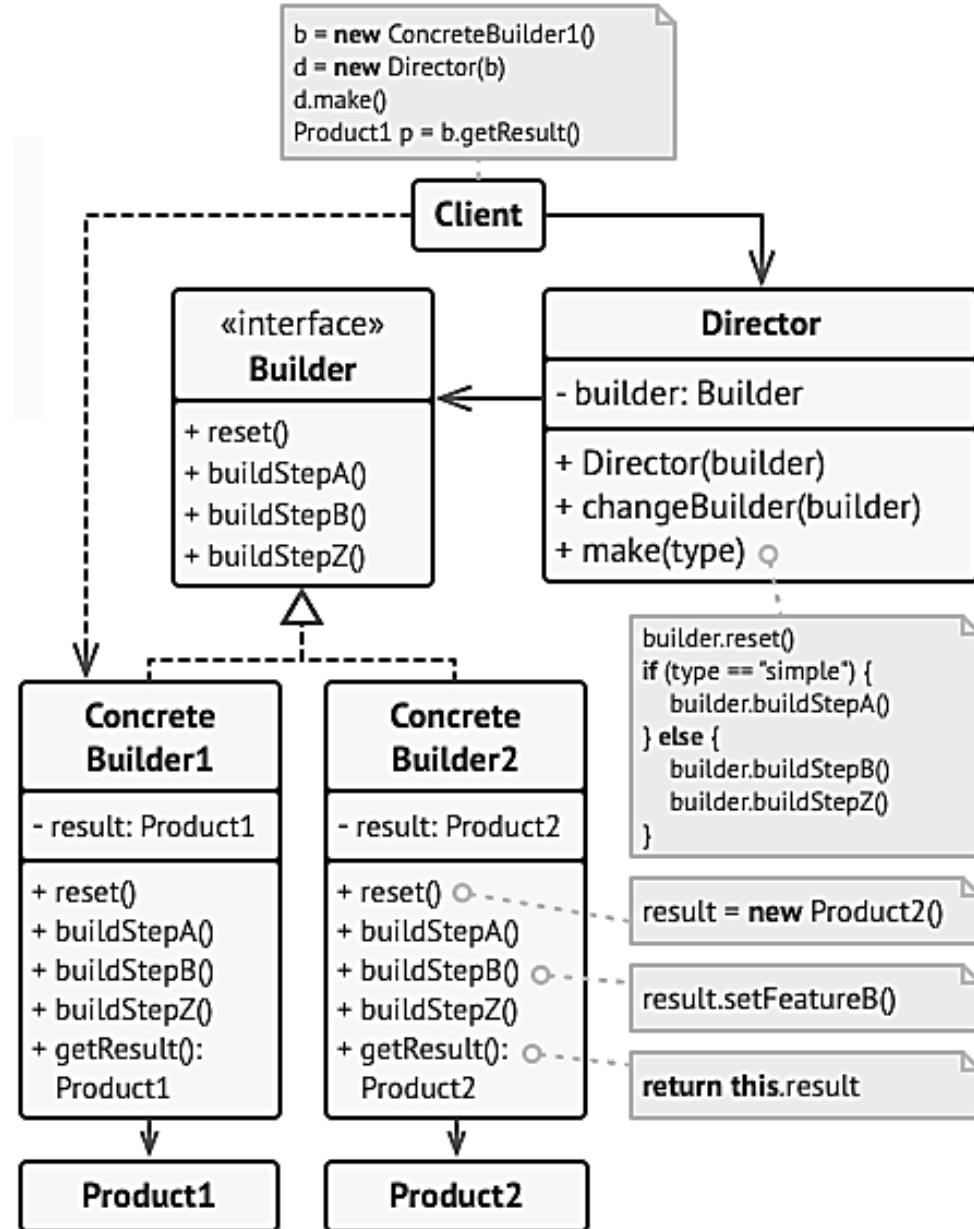 b = new ConcreteBuilder1()
d = new Director(b)
d.make()
Product1 p = b.getResult()
Client
«interface»
Builder
+ reset()
+ buildStepA()
+ buildStepB()
+ buildStepZ()
Director
- builder: Builder
+ Director(builder)
+ changeBuilder(builder)
+ make(type)
builder.reset()
if (type == "simple") {
builder.buildStepA()
} else {
builder.buildStepB()
builder.buildStepZ()
}
Concrete
Builder1
- result: Product1
+ reset()
+ buildStepA()
+ buildStepB()
+ buildStepZ()
+ getResult():
Product1
Concrete
Builder2
- result: Product2
+ reset()
+ buildStepA()
+ buildStepB()
+ buildStepZ()
+ getResult():
Product2
result = new Product2()
result.setFeatureB()
return this.result
Product1
Product2